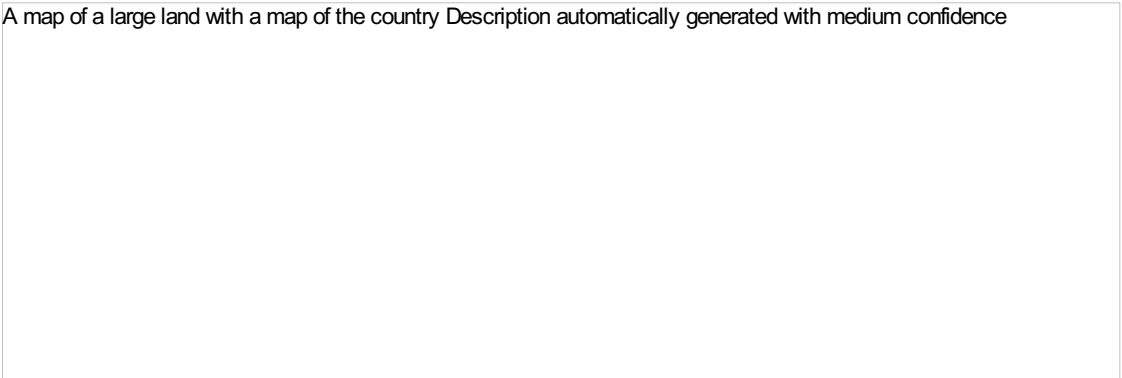 A map of a large land with a map of the country Description automatically generated with medium confidence